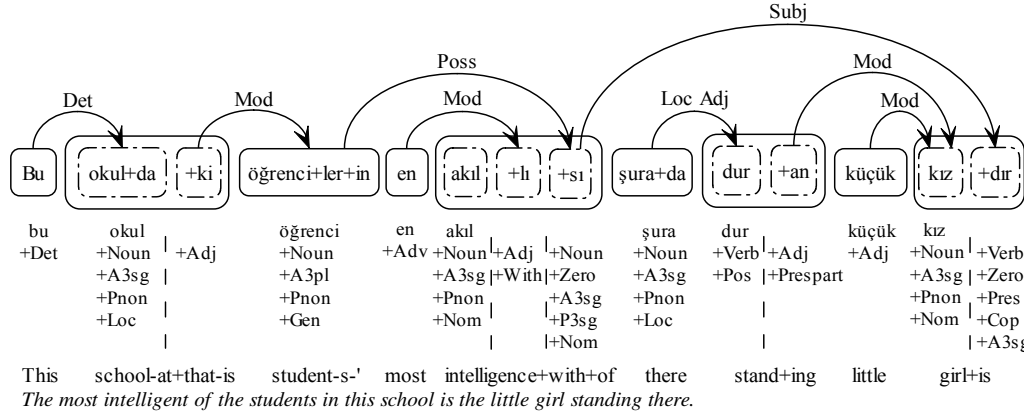 Subj
Poss Mod
Det Mod Mod Loc Adj Mod
Bu okul+da +ki öğrenci+ler+in en akıl +lı +sı şura+da dur +an küçük kız +dır
bu okul öğrenci en akıl şura dur küçük kız
+Det +Noun +Adj +Noun +Adv +Noun +Adj +Noun +Noun +Verb +Adj +Adj +Noun +Verb
+A3sg +A3pl +A3sg +With +Zero +A3sg +Pos +Prespart +A3sg +Zero
+Pnon +Pnon +Pnon +A3sg +Pnon +Pnon +Pres
+Loc +Gen +Nom +P3sg +Loc +Nom +Cop
+Nom +A3sg
This school-at+that-is student-s-' most intelligence+with+of there stand+ing little girl+is
The most intelligent of the students in this school is the little girl standing there.